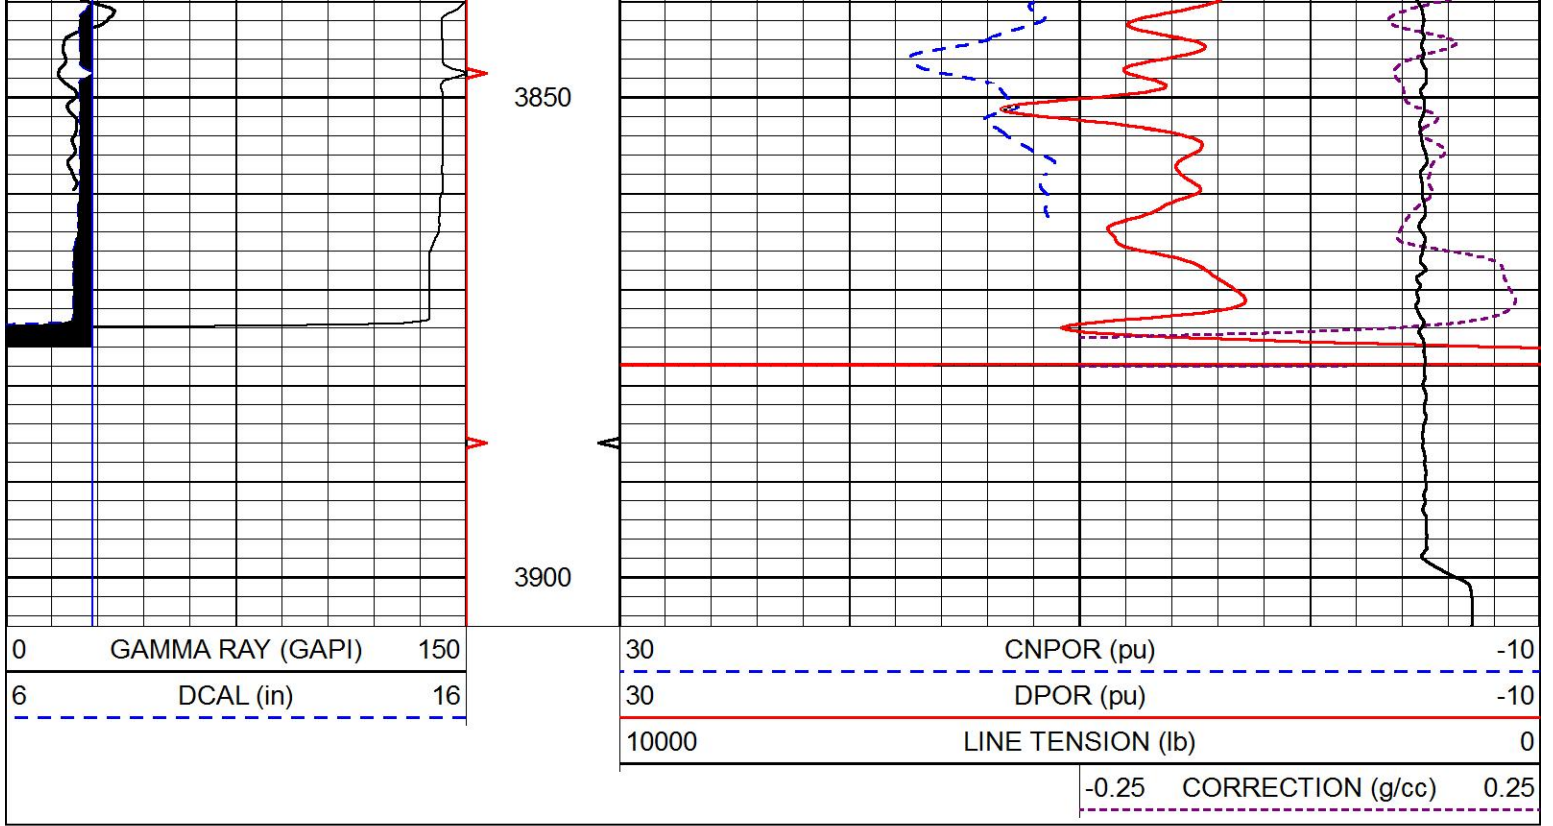 3850
3900
0 GAMMA RAY (GAPI) 150
6 DCAL (in) 16
30 CNPOR (pu) -10
30 DPOR (pu) -10
10000 LINE TENSION (lb) 0
-0.25 CORRECTION (g/cc) 0.25